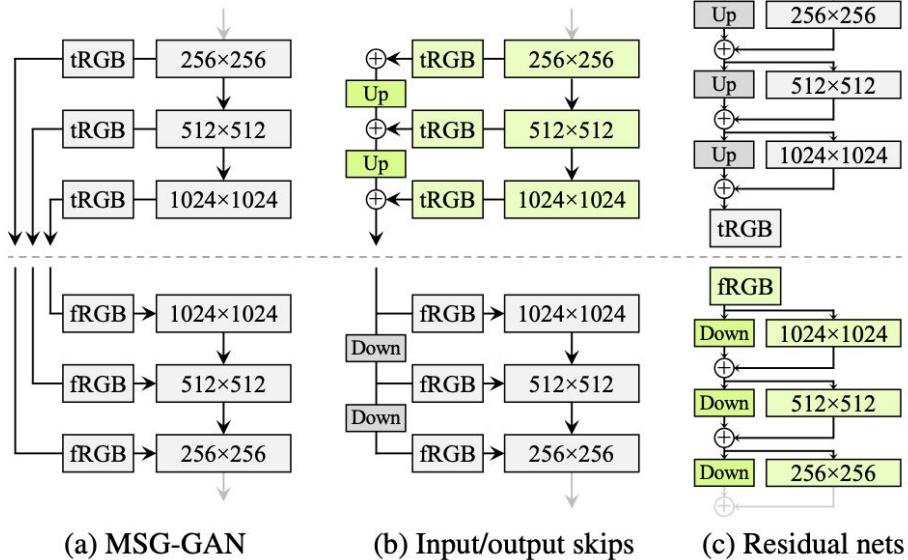 tRGB 256×256
tRGB 512×512
tRGB 1024×1024
fRGB 1024×1024
fRGB 512×512
fRGB 256×256
(a) MSG-GAN
tRGB 256×256
Up
tRGB 512×512
Up
tRGB 1024×1024
fRGB 1024×1024
Down
fRGB 512×512
Down
fRGB 256×256
(b) Input/output skips
Up 256×256
Up 512×512
Up 1024×1024
tRGB
fRGB
Down 1024×1024
Down 512×512
Down 256×256
(c) Residual nets